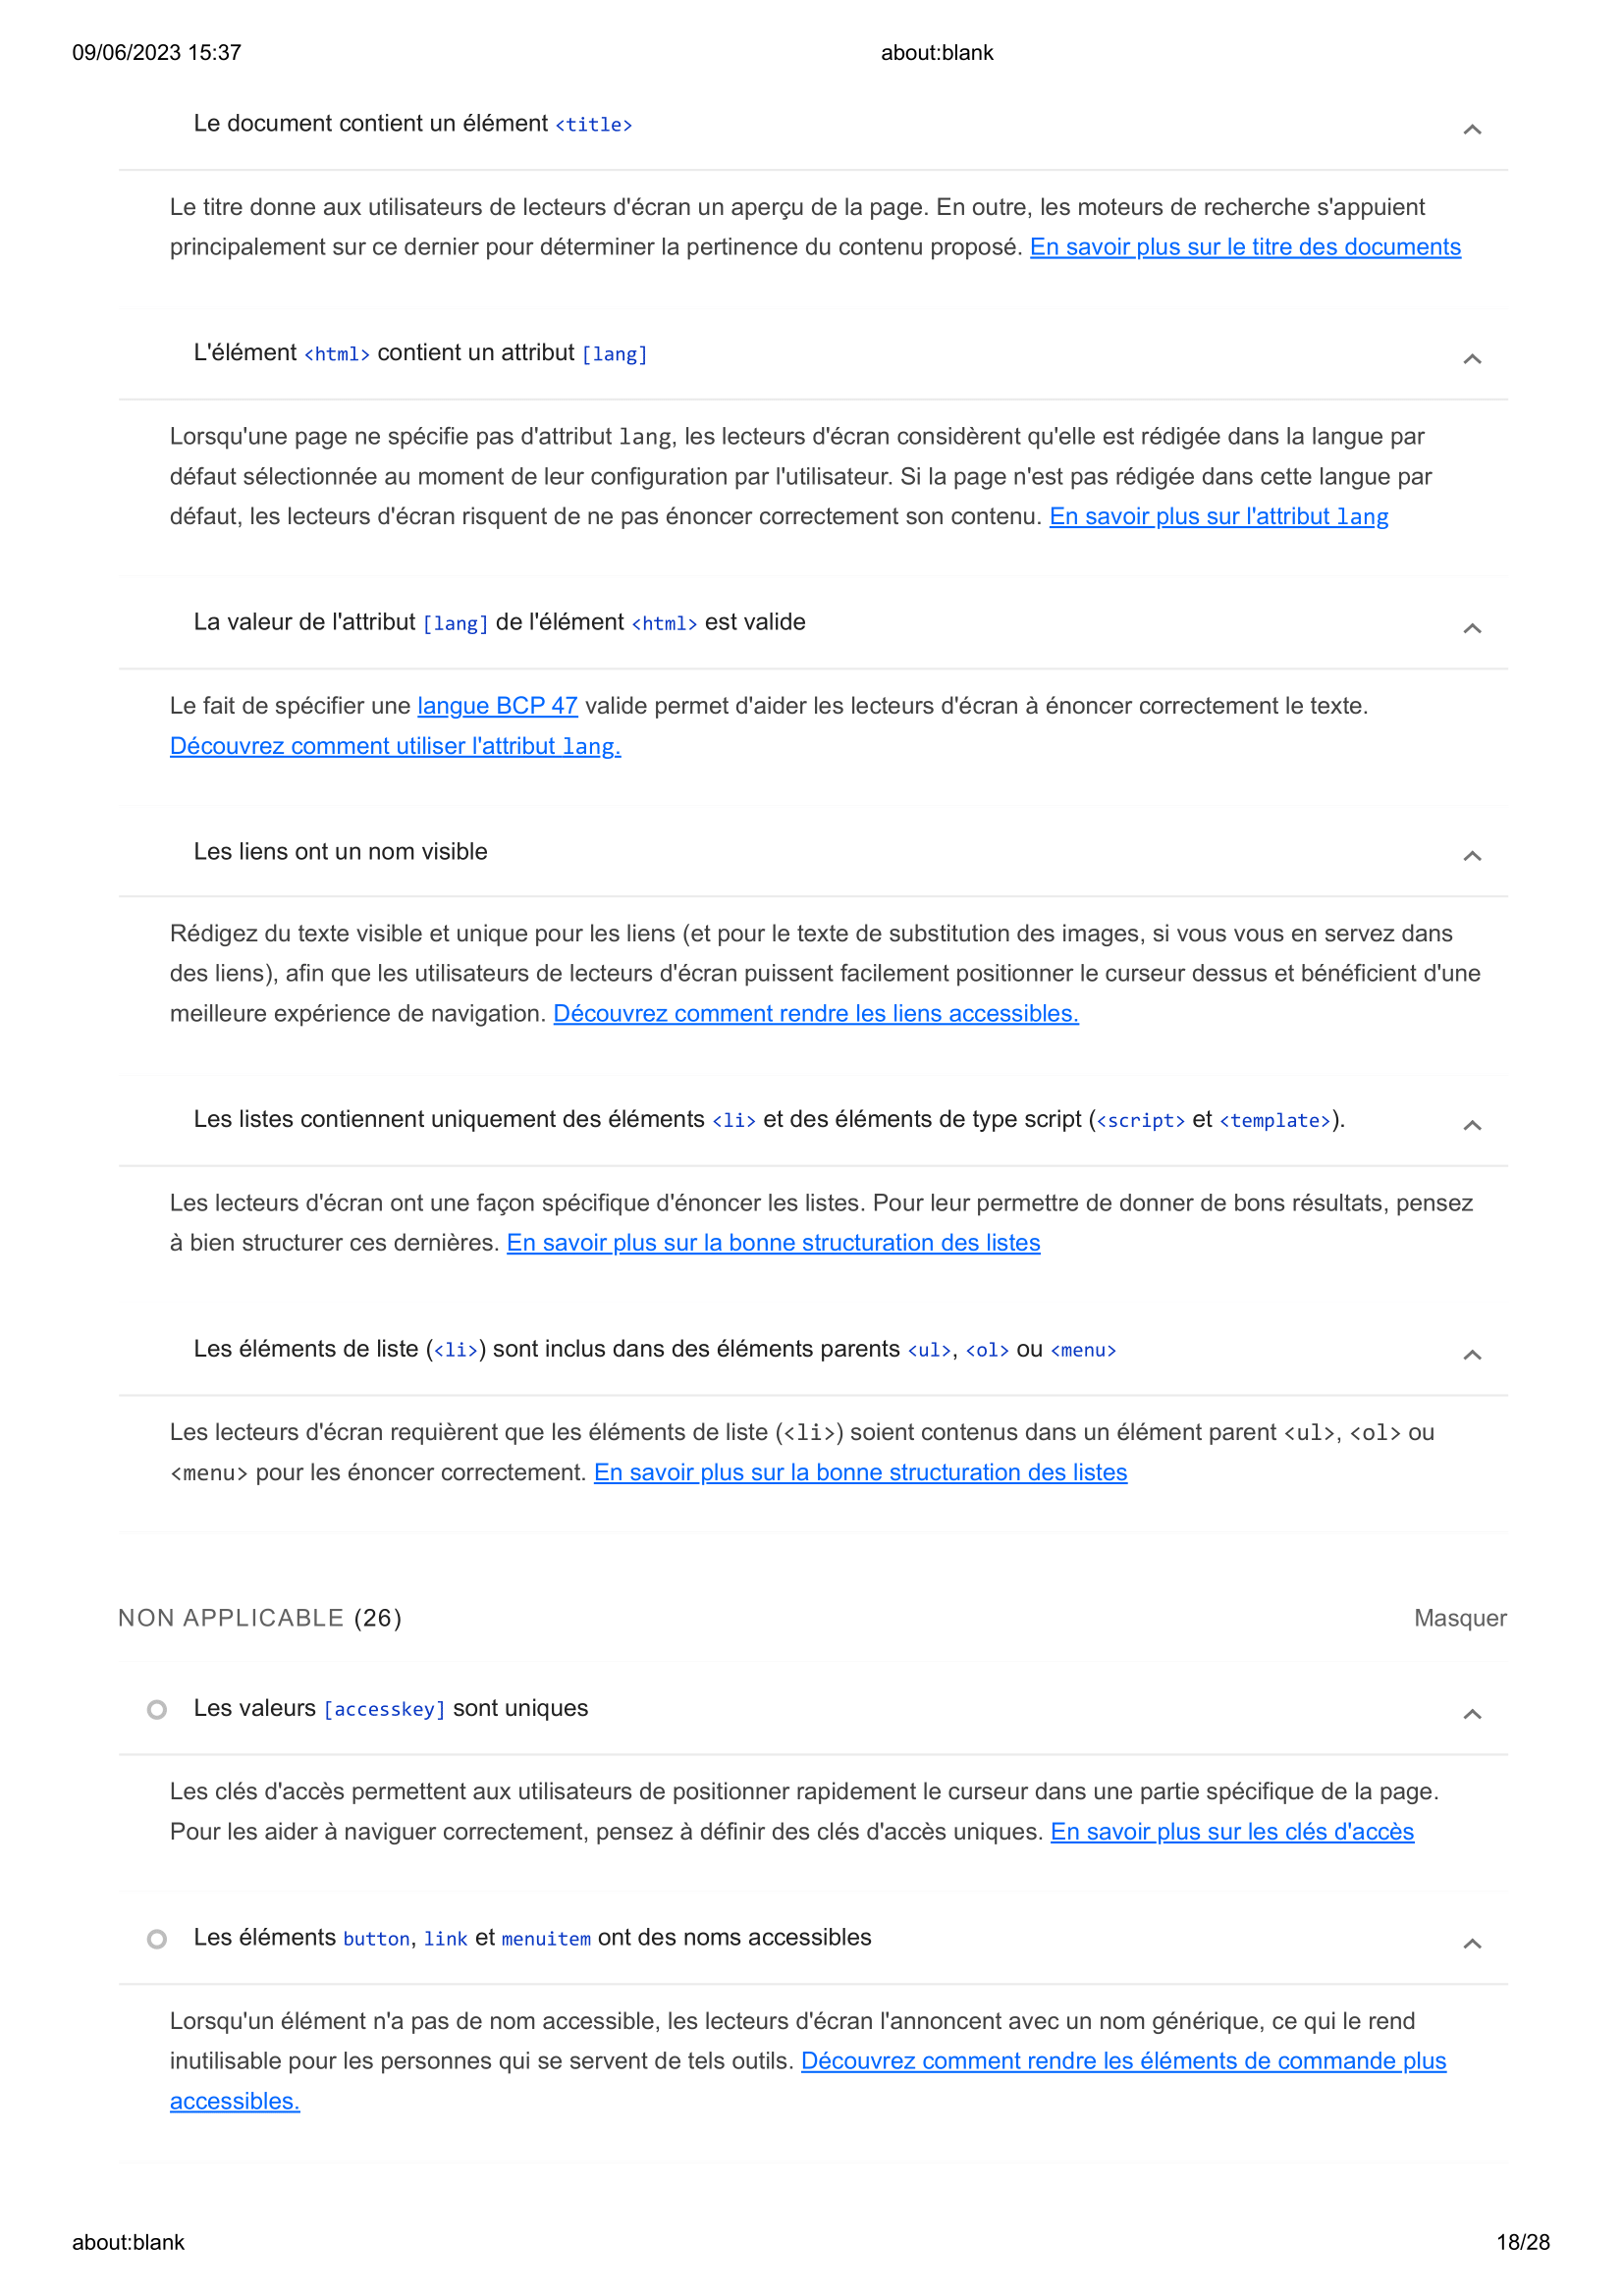 09/06/2023 15:37 about:blank
Le document contient un élément <title>
Le titre donne aux utilisateurs de lecteurs d'écran un aperçu de la page. En outre, les moteurs de recherche s'appuient
principalement sur ce dernier pour déterminer la pertinence du contenu proposé. En savoir plus sur le titre des documents
L'élément <html> contient un attribut [lang]
Lorsqu'une page ne spécifie pas d'attribut lang, les lecteurs d'écran considèrent qu'elle est rédigée dans la langue par
défaut sélectionnée au moment de leur configuration par l'utilisateur. Si la page n'est pas rédigée dans cette langue par
défaut, les lecteurs d'écran risquent de ne pas énoncer correctement son contenu. En savoir plus sur l'attribut lang
La valeur de l'attribut [lang] de l'élément <html> est valide
Le fait de spécifier une langue BCP 47 valide permet d'aider les lecteurs d'écran à énoncer correctement le texte.
Découvrez comment utiliser l'attribut lang.
Les liens ont un nom visible
Rédigez du texte visible et unique pour les liens (et pour le texte de substitution des images, si vous vous en servez dans
des liens), afin que les utilisateurs de lecteurs d'écran puissent facilement positionner le curseur dessus et bénéficient d'une
meilleure expérience de navigation. Découvrez comment rendre les liens accessibles.
Les listes contiennent uniquement des éléments <li> et des éléments de type script (<script> et <template>).
Les lecteurs d'écran ont une façon spécifique d'énoncer les listes. Pour leur permettre de donner de bons résultats, pensez
à bien structurer ces dernières. En savoir plus sur la bonne structuration des listes
Les éléments de liste (<li>) sont inclus dans des éléments parents <ul>, <ol> ou <menu>
Les lecteurs d'écran requièrent que les éléments de liste (<li>) soient contenus dans un élément parent <ul>, <ol> ou
<menu> pour les énoncer correctement. En savoir plus sur la bonne structuration des listes
NON APPLICABLE (26) Masquer
Les valeurs [accesskey] sont uniques
Les clés d'accès permettent aux utilisateurs de positionner rapidement le curseur dans une partie spécifique de la page.
Pour les aider à naviguer correctement, pensez à définir des clés d'accès uniques. En savoir plus sur les clés d'accès
Les éléments button, link et menuitem ont des noms accessibles
Lorsqu'un élément n'a pas de nom accessible, les lecteurs d'écran l'annoncent avec un nom générique, ce qui le rend
inutilisable pour les personnes qui se servent de tels outils. Découvrez comment rendre les éléments de commande plus
accessibles.
about:blank 18/28